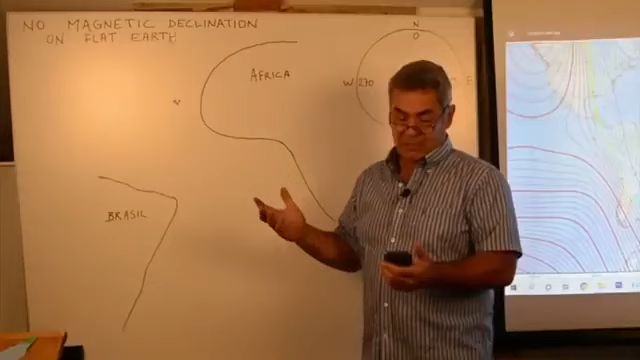 NO MAGNETIC DECLINATION
ON FLAT EARTH
N
0
AFRICA
W 270
E
BRASIL